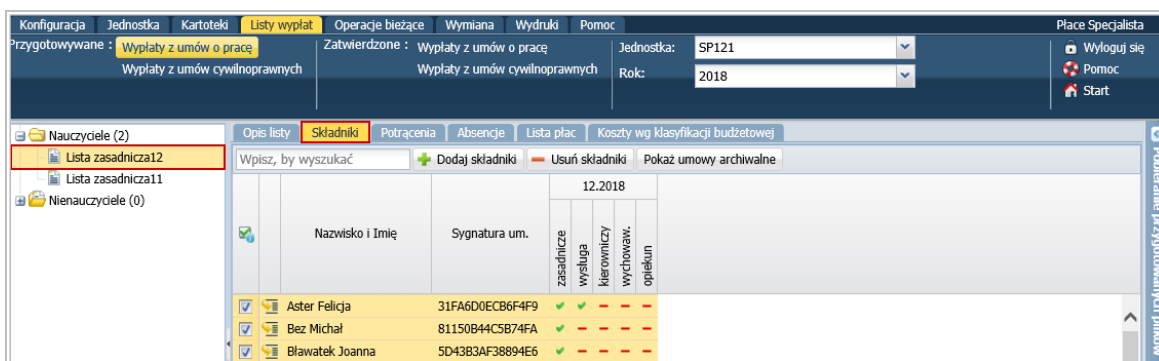 Konfiguracja Jednostka Kartoteki Listy wypłat Operacje bieżące Wymiana Wydruki Pomoc Płace Specjalista
Przygotowywane : Wypłaty z umów o pracę Zatwierdzone : Wypłaty z umów o pracę Jednostka: SP121 Wyloguj się
Wypłaty z umów cywilnoprawnych Wypłaty z umów cywilnoprawnych Rok: 2018 Pomoc
Start
Nauczyciele (2) Opis listy Składniki Potrącenia Absencje Lista płac Koszty wg klasyfikacji budżetowej
Lista zasadnicza12 Wpisz, by wyszukać Dodaj składniki Usuń składniki Pokaż umowy archiwalne
Lista zasadnicza11 12.2018
Nienauczyciele (0)
Nazwisko i Imię Sygnatura um. zasadnicze wysługa kierowniczy wychowaw. opiekun
Aster Felicja 31FA6D0ECB6F4F9
Bez Michał 81150B44C5B74FA
Bławatek Joanna 5D43B3AF38894E6
Pobieranie przygotowanych plików